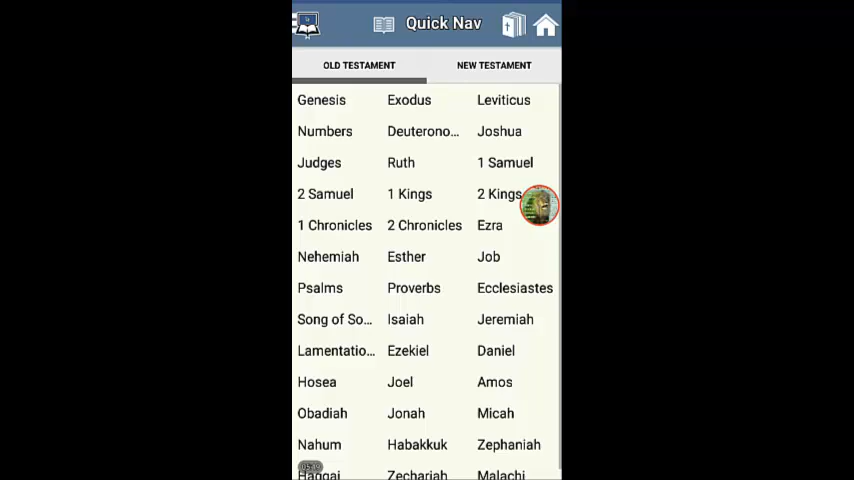 Quick Nav
OLD TESTAMENT NEW TESTAMENT
Genesis Exodus Leviticus
Numbers Deuterono... Joshua
Judges Ruth 1 Samuel
2 Samuel 1 Kings 2 Kings
1 Chronicles 2 Chronicles Ezra
Nehemiah Esther Job
Psalms Proverbs Ecclesiastes
Song of So... Isaiah Jeremiah
Lamentatio... Ezekiel Daniel
Hosea Joel Amos
Obadiah Jonah Micah
Nahum Habakkuk Zephaniah
Haggai Zechariah Malachi